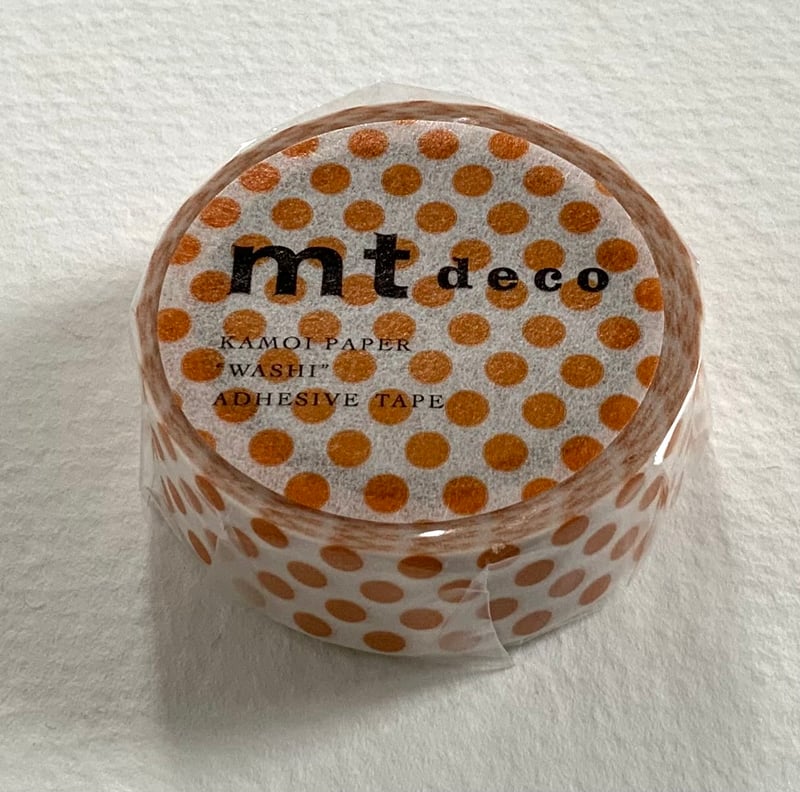 mt deco
KAMOI PAPER
"WASHI"
ADHESIVE TAPE